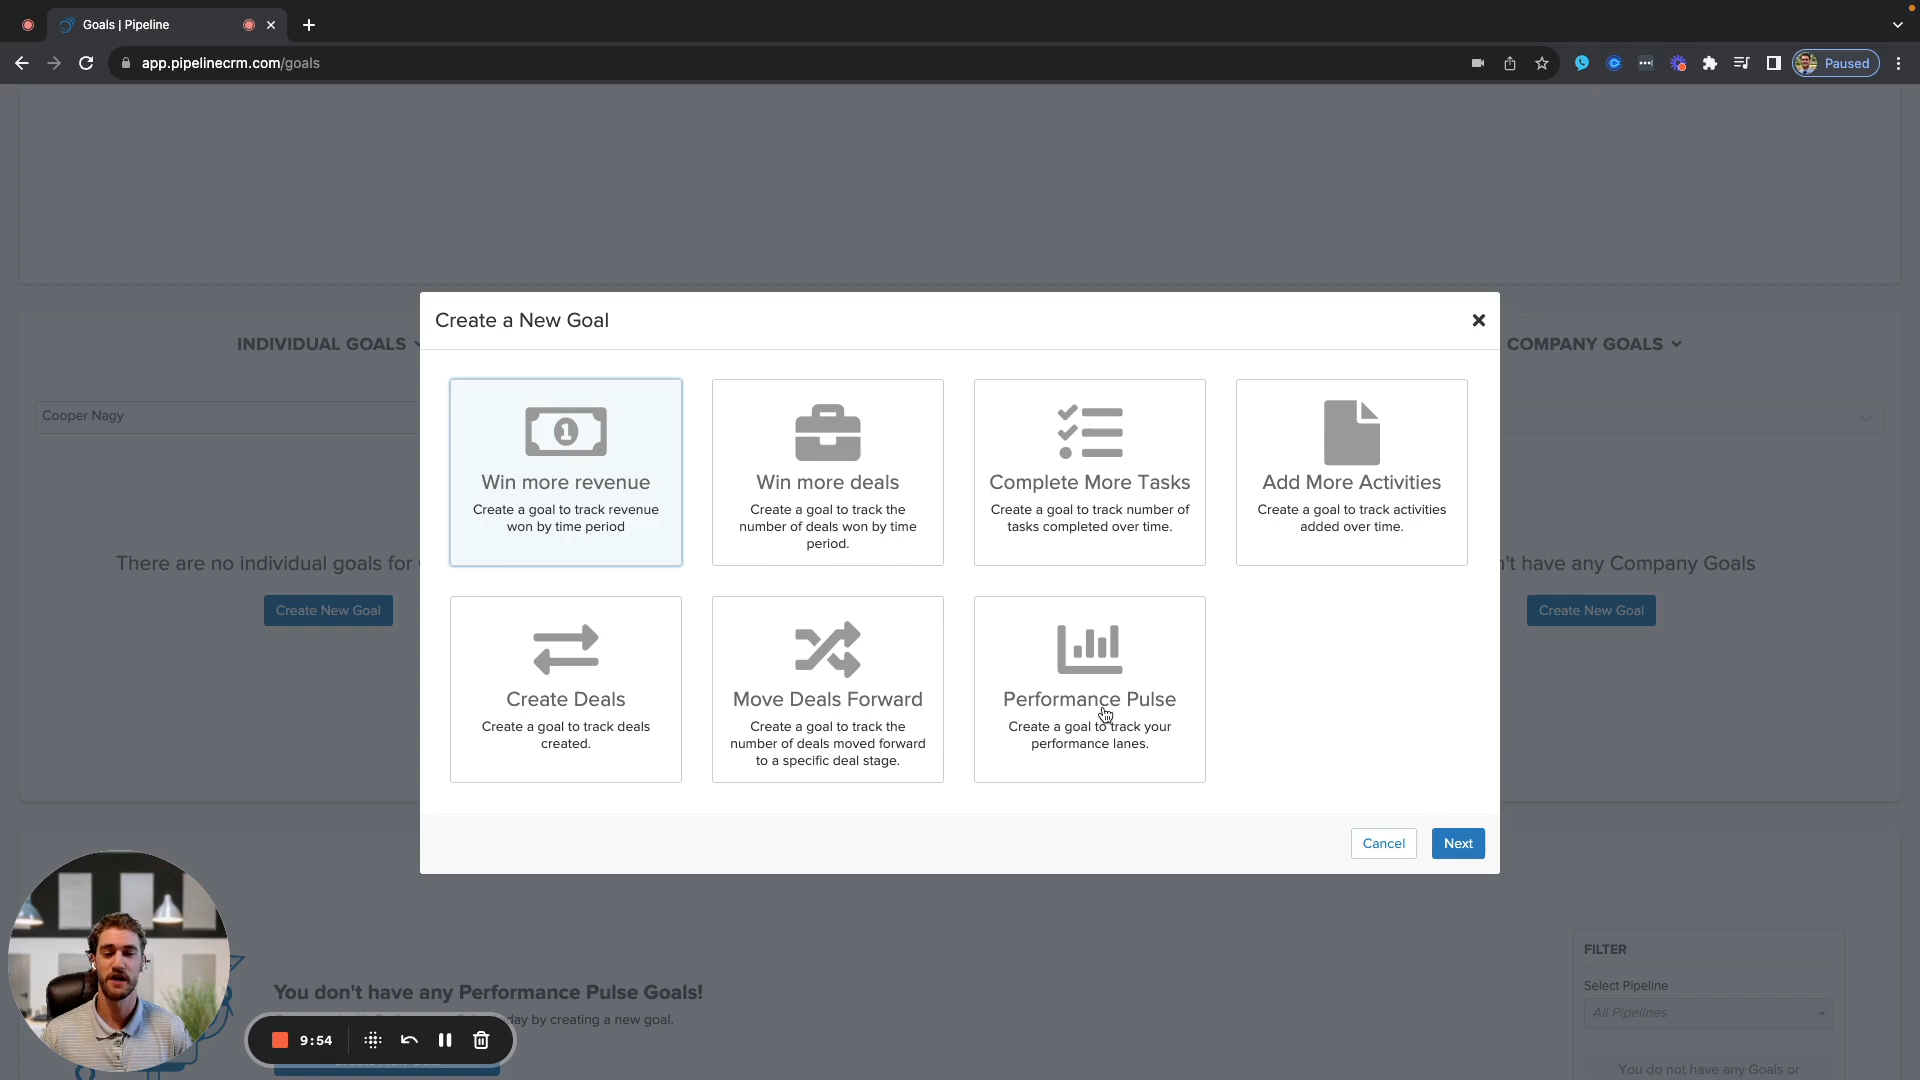 Goals | Pipeline
app.pipelinecrm.com/goals
Paused
Create a New Goal
INDIVIDUAL GOALS
COMPANY GOALS
Cooper Nagy
Win more revenue
Create a goal to track revenue
won by time period
Win more deals
Create a goal to track the
number of deals won by time
period.
Complete More Tasks
Create a goal to track number of
tasks completed over time.
Add More Activities
Create a goal to track activities
added over time.
There are no individual goals for
't have any Company Goals
Create New Goal
Create New Goal
Create Deals
Create a goal to track deals
created.
Move Deals Forward
Create a goal to track the
number of deals moved forward
to a specific deal stage.
Performance Pulse
Create a goal to track your
performance lanes.
Cancel
Next
FILTER
Select Pipeline
All Pipelines
You don't have any Performance Pulse Goals!
day by creating a new goal.
9:54
You do not have any Goals or